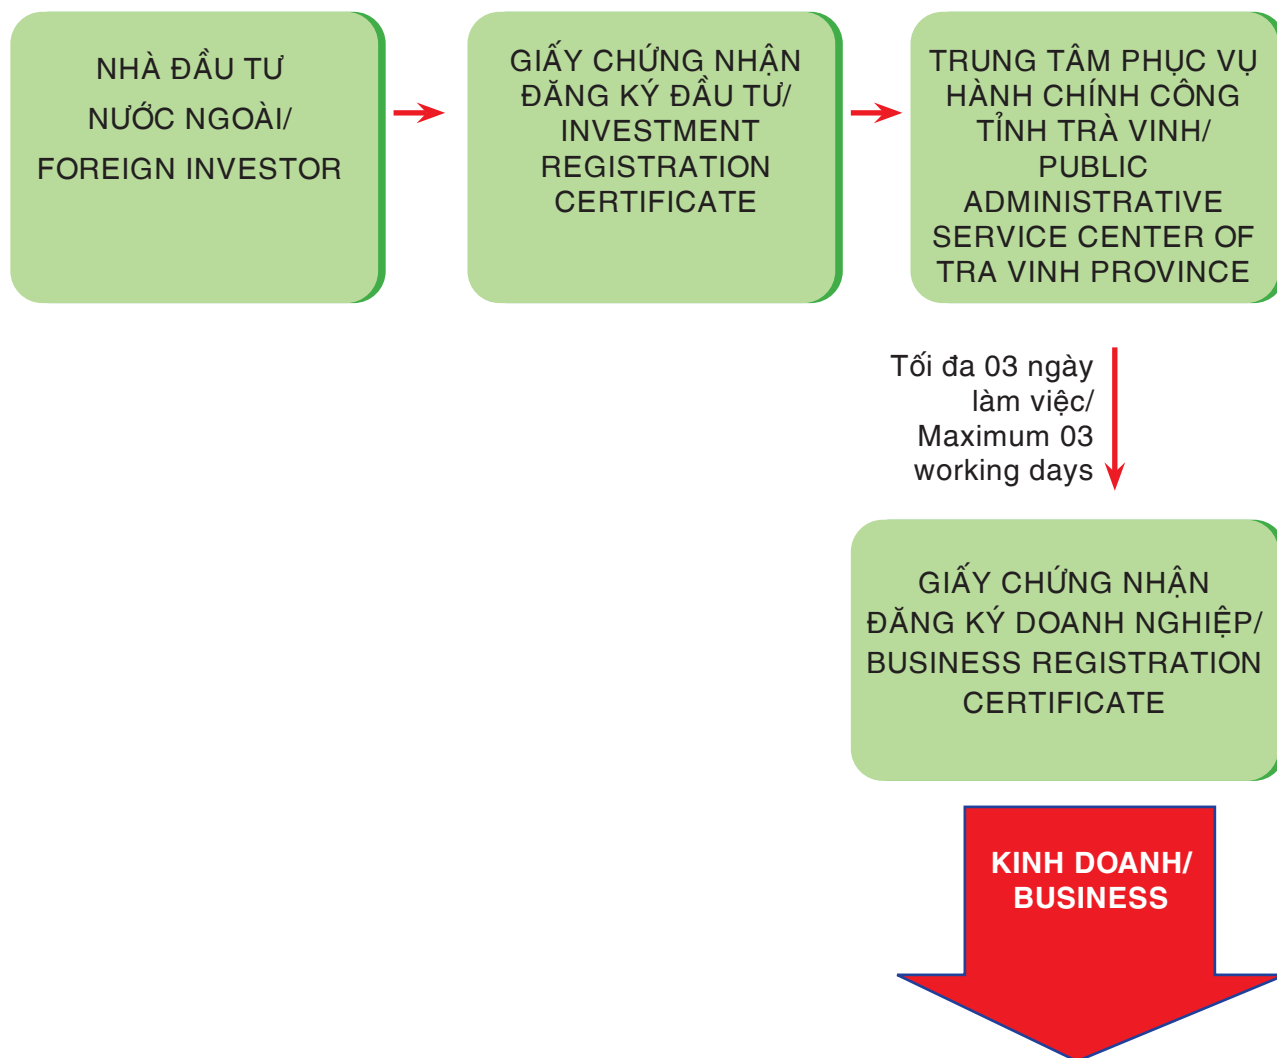 NHÀ ĐẦU TƯ
NƯỚC NGOÀI/
FOREIGN INVESTOR
GIẤY CHỨNG NHẬN
ĐĂNG KÝ ĐẦU TƯ/
INVESTMENT
REGISTRATION
CERTIFICATE
TRUNG TÂM PHỤC VỤ
HÀNH CHÍNH CÔNG
TỈNH TRÀ VINH/
PUBLIC
ADMINISTRATIVE
SERVICE CENTER OF
TRA VINH PROVINCE
Tối đa 03 ngày
làm việc/
Maximum 03
working days
GIẤY CHỨNG NHẬN
ĐĂNG KÝ DOANH NGHIỆP/
BUSINESS REGISTRATION
CERTIFICATE
KINH DOANH/
BUSINESS